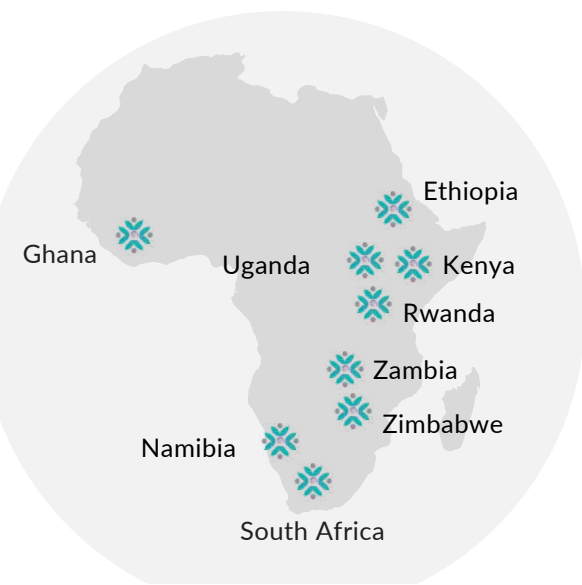 Ethiopia
Ghana
Uganda
Kenya
Rwanda
Zambia
Zimbabwe
Namibia
South Africa